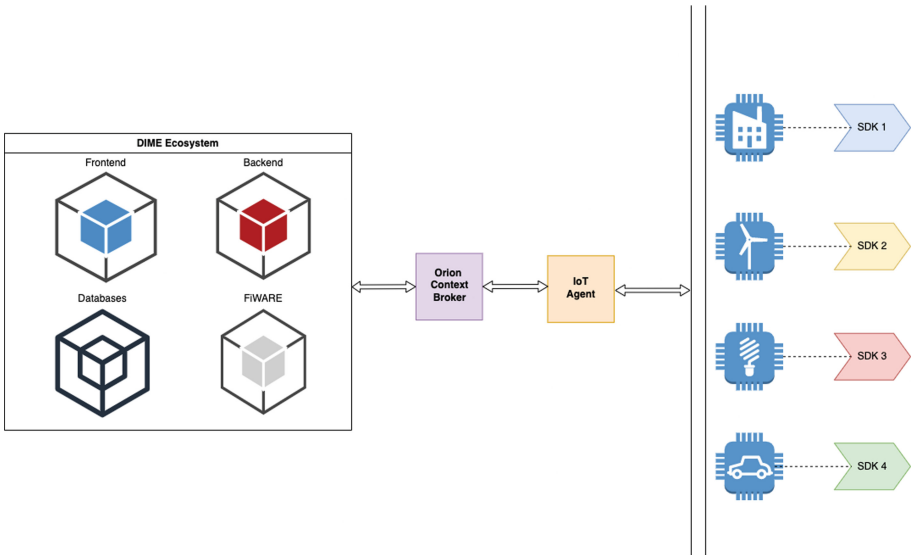 DIME Ecosystem
Frontend
Backend
Databases
FiWARE
Orion
Context
Broker
IoT
Agent
SDK 1
SDK 2
SDK 3
SDK 4